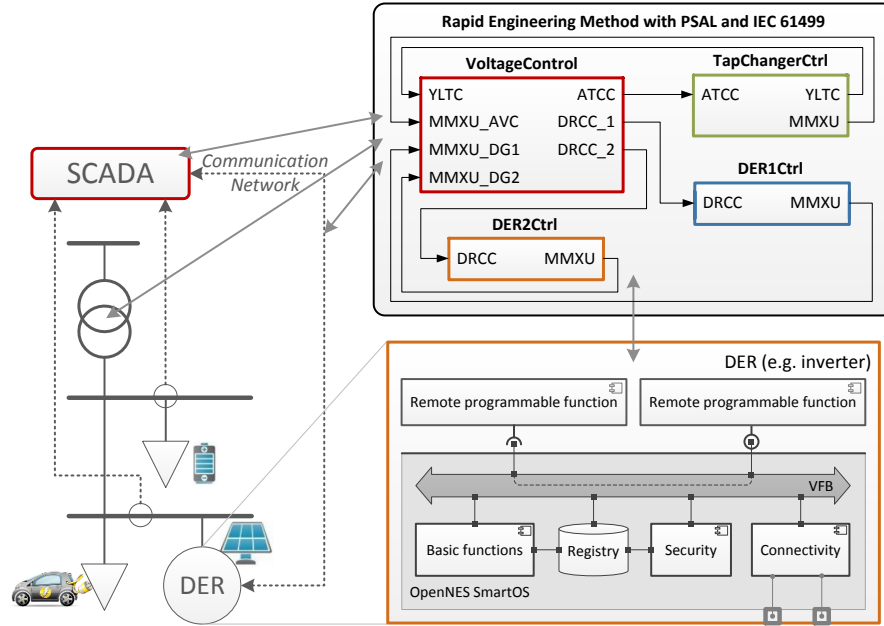 Rapid Engineering Method with PSAL and IEC 61499
VoltageControl
YLTC
MMXU_AVC
MMXU_DG1
MMXU_DG2
ATCC
DRCC_1
DRCC_2
TapChangerCtrl
ATCC
YLTC
MMXU
DER1Ctrl
DRCC
MMXU
DER2Ctrl
DRCC
MMXU
SCADA
Communication
Network
DER
DER (e.g. inverter)
Remote programmable function
Remote programmable function
VFB
Basic functions
Registry
Security
Connectivity
OpenNES SmartOS